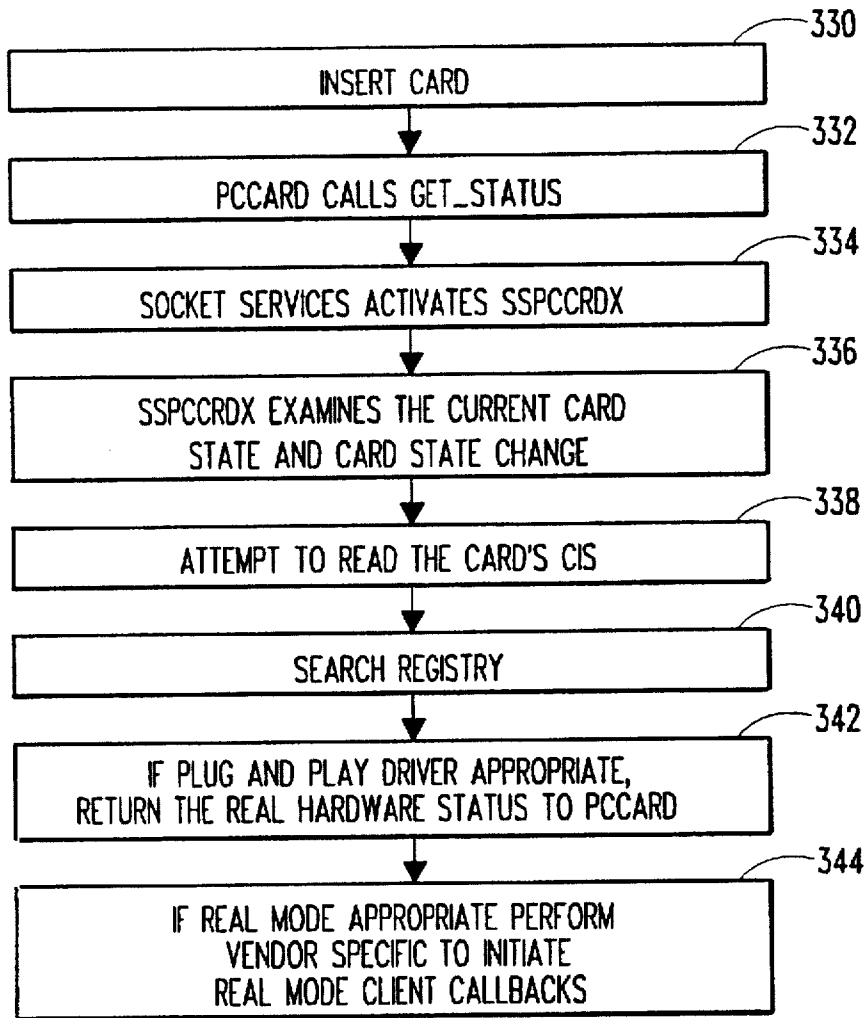 330
INSERT CARD
332
PCCARD CALLS GET_STATUS
334
SOCKET SERVICES ACTIVATES SSPCCRDX
336
SSPCCRDX EXAMINES THE CURRENT CARD
STATE AND CARD STATE CHANGE
338
ATTEMPT TO READ THE CARD'S CIS
340
SEARCH REGISTRY
342
IF PLUG AND PLAY DRIVER APPROPRIATE,
RETURN THE REAL HARDWARE STATUS TO PCCARD
344
IF REAL MODE APPROPRIATE PERFORM
VENDOR SPECIFIC TO INITIATE
REAL MODE CLIENT CALLBACKS